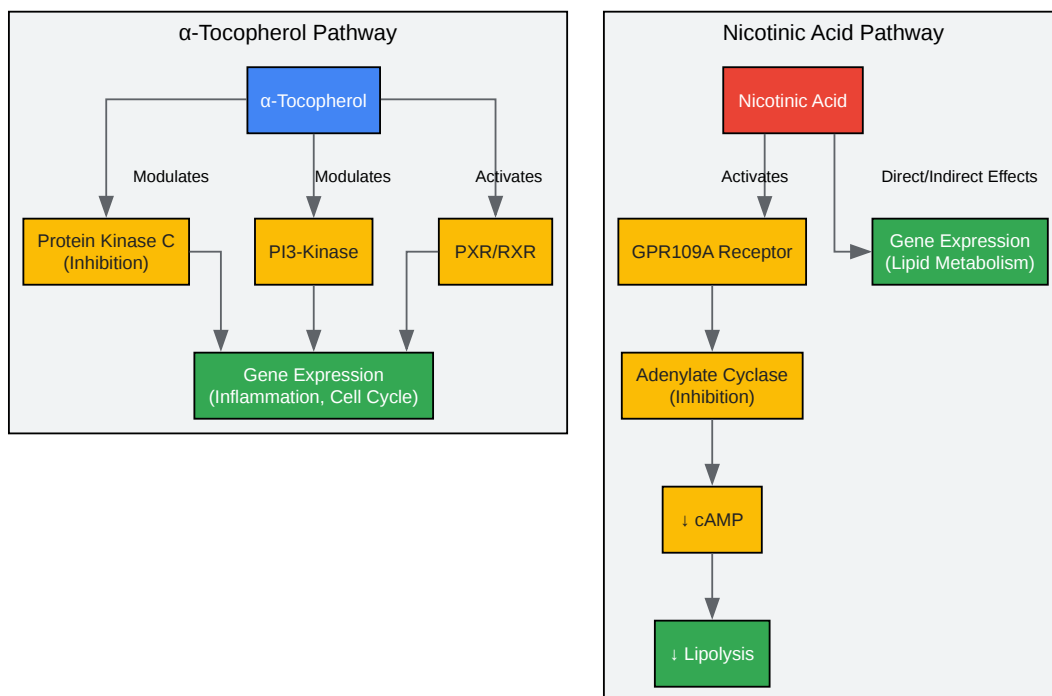 α-Tocopherol Pathway
α-Tocopherol
Modulates
Modulates
Activates
Protein Kinase C
(Inhibition)
PI3-Kinase
PXR/RXR
Gene Expression
(Inflammation, Cell Cycle)
Nicotinic Acid Pathway
Nicotinic Acid
Activates
Direct/Indirect Effects
GPR109A Receptor
Gene Expression
(Lipid Metabolism)
Adenylate Cyclase
(Inhibition)
↓ cAMP
↓ Lipolysis